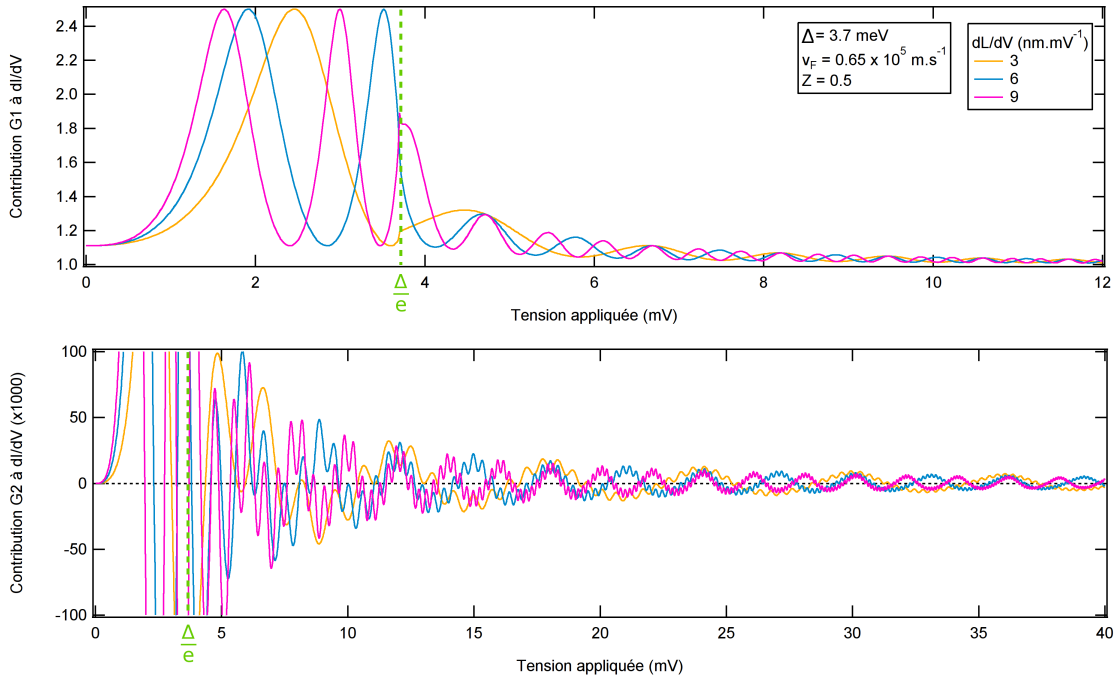 Contribution G1 à dI/dV
2.4
2.2
2.0
1.8
1.6
1.4
1.2
1.0
0
2
4
6
8
10
12
Δ
e
Tension appliquée (mV)
Δ= 3.7 meV
vF = 0.65 x 10⁵ m.s⁻¹
Z = 0.5
dL/dV (nm.mV⁻¹)
3
6
9
Contribution G2 à dI/dV (x1000)
100
50
0
-50
-100
0
5
10
15
20
25
30
35
40
Δ
e
Tension appliquée (mV)